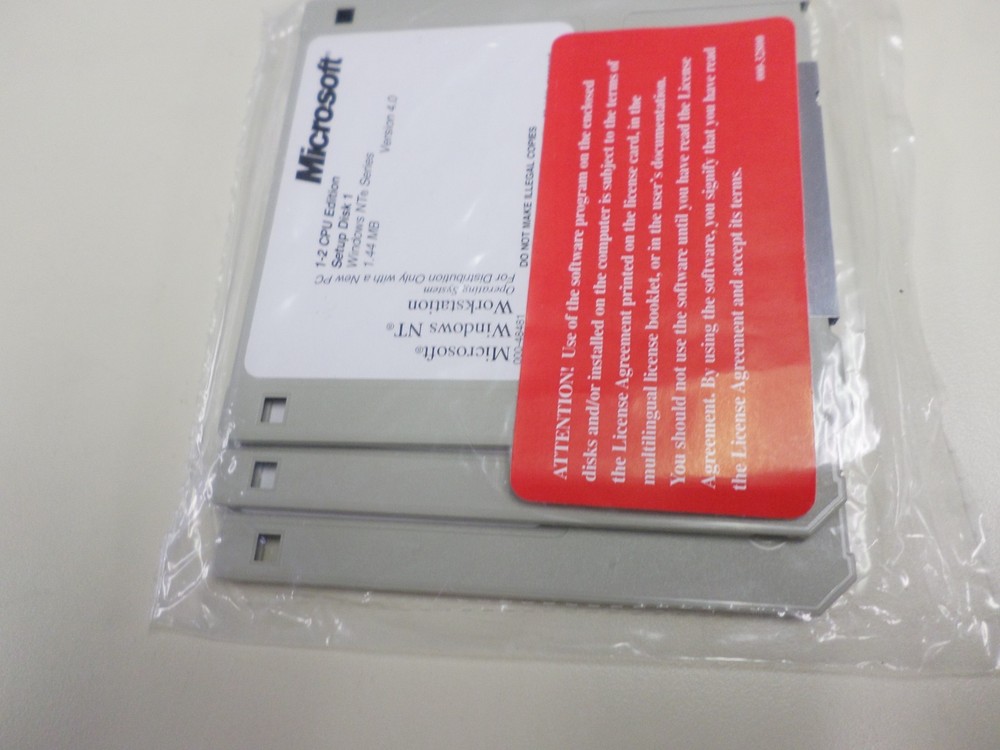 Microsoft
1-2 CPU Edition
Setup Disk 1
Windows NT® Series Version 4.0
1.44 MB
DO NOT MAKE ILLEGAL COPIES
000-48461
Microsoft®
Windows NT®
Workstation
Operating System
For Distribution Only with a New PC
ATTENTION! Use of the software program on the enclosed
disks and/or installed on the computer is subject to the terms of
the License Agreement printed on the license card, in the
multilingual license booklet, or in the user's documentation.
You should not use the software until you have read the License
Agreement. By using the software, you signify that you have read
the License Agreement and accept its terms.